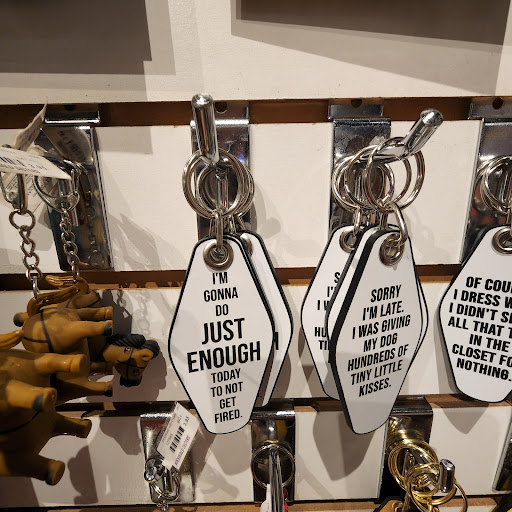 I'M
GONNA
DO
JUST
ENOUGH
TODAY
TO NOT
GET
FIRED.
SORRY
I'M LATE.
I WAS GIVING
MY DOG
HUNDREDS OF
TINY LITTLE
KISSES.
OF COU
I DRESS W
I DIDN'T S
ALL THAT T
IN THE
CLOSET FO
NOTHING.